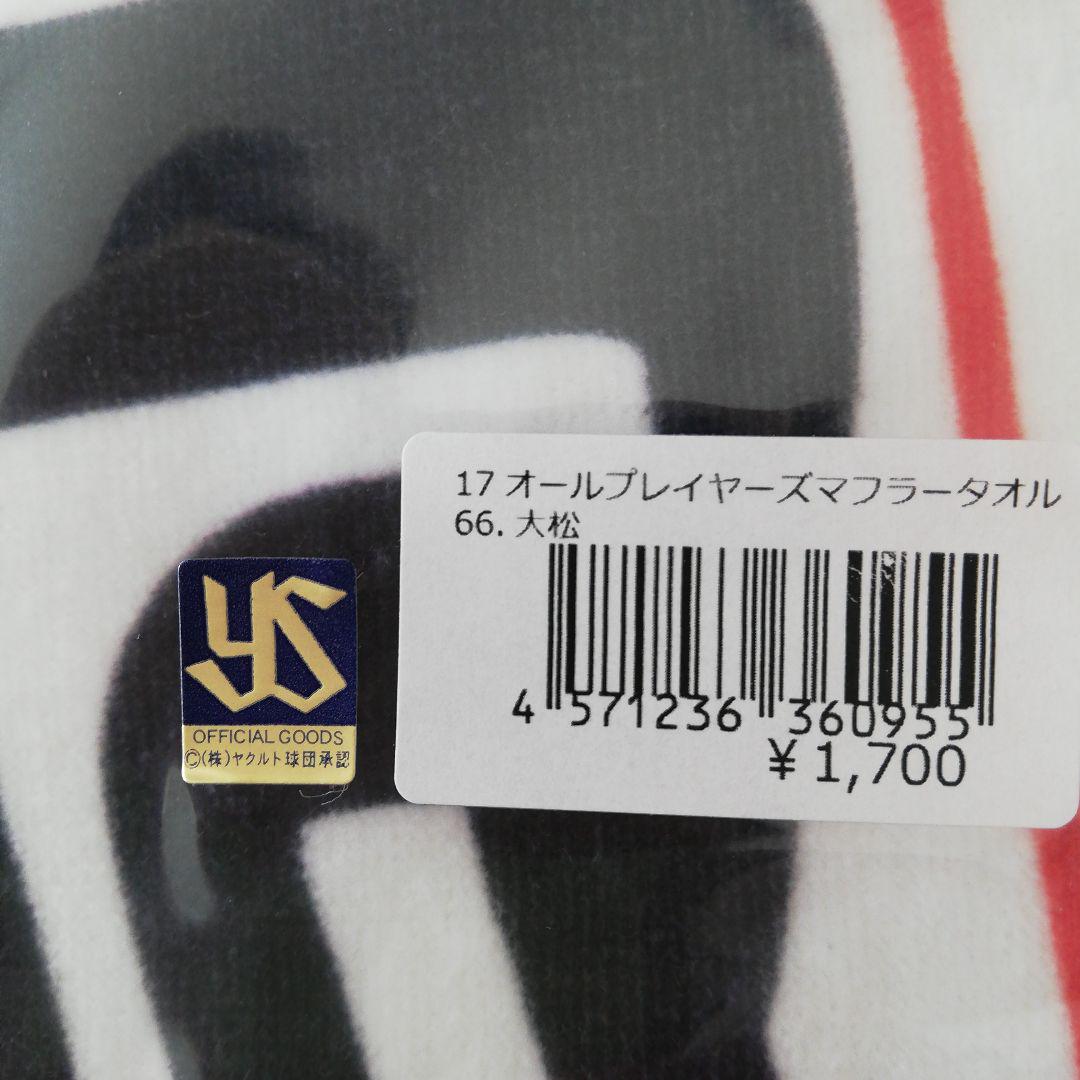 17 オールプレイヤーズマフラータオル
66. 大松
4 571236 360955
¥ 1,700
YS
OFFICIAL GOODS
©(株)ヤクルト球団承認